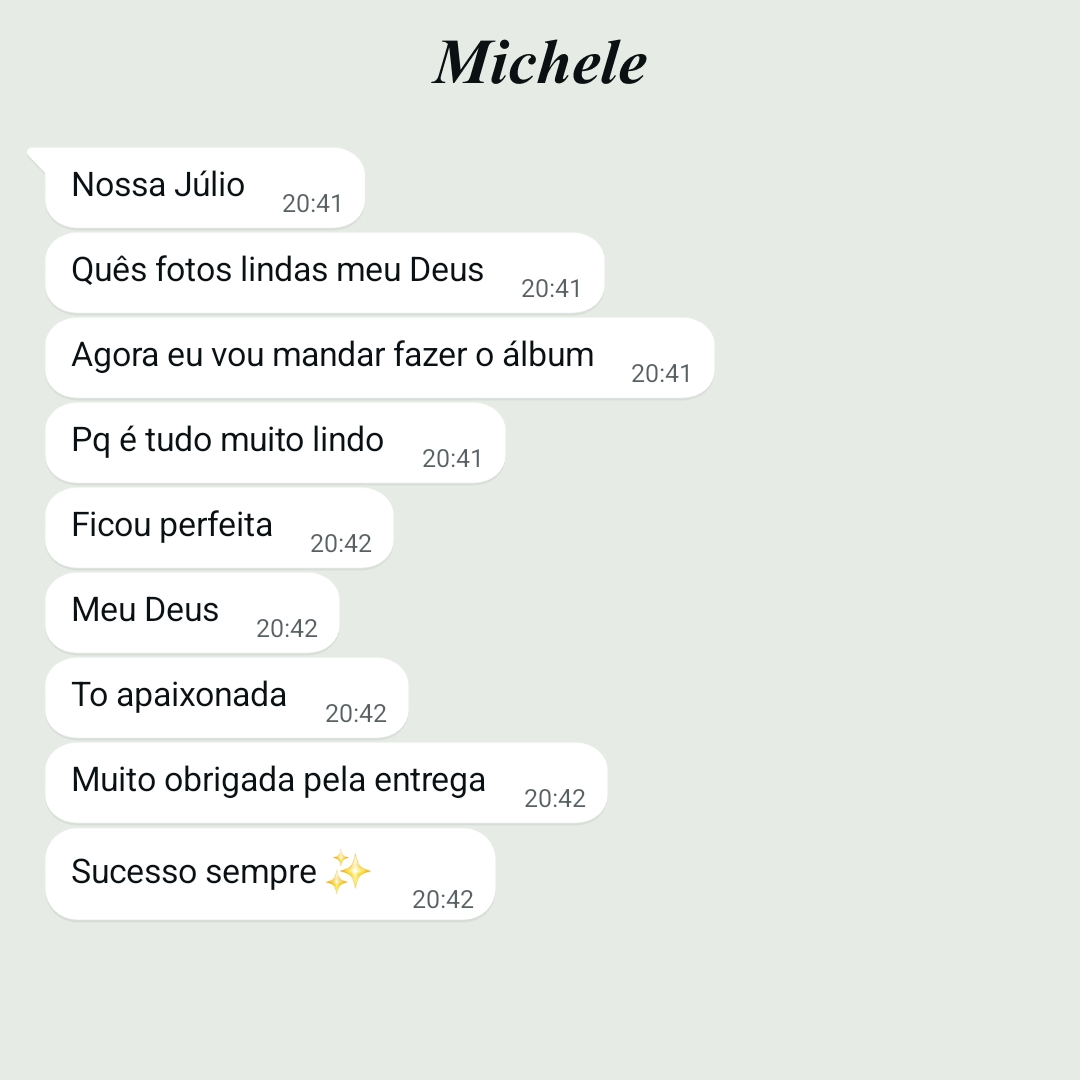 Michele
Nossa Júlio 20:41
Quês fotos lindas meu Deus 20:41
Agora eu vou mandar fazer o álbum 20:41
Pq é tudo muito lindo 20:41
Ficou perfeita 20:42
Meu Deus 20:42
To apaixonada 20:42
Muito obrigada pela entrega 20:42
Sucesso sempre ✨ 20:42